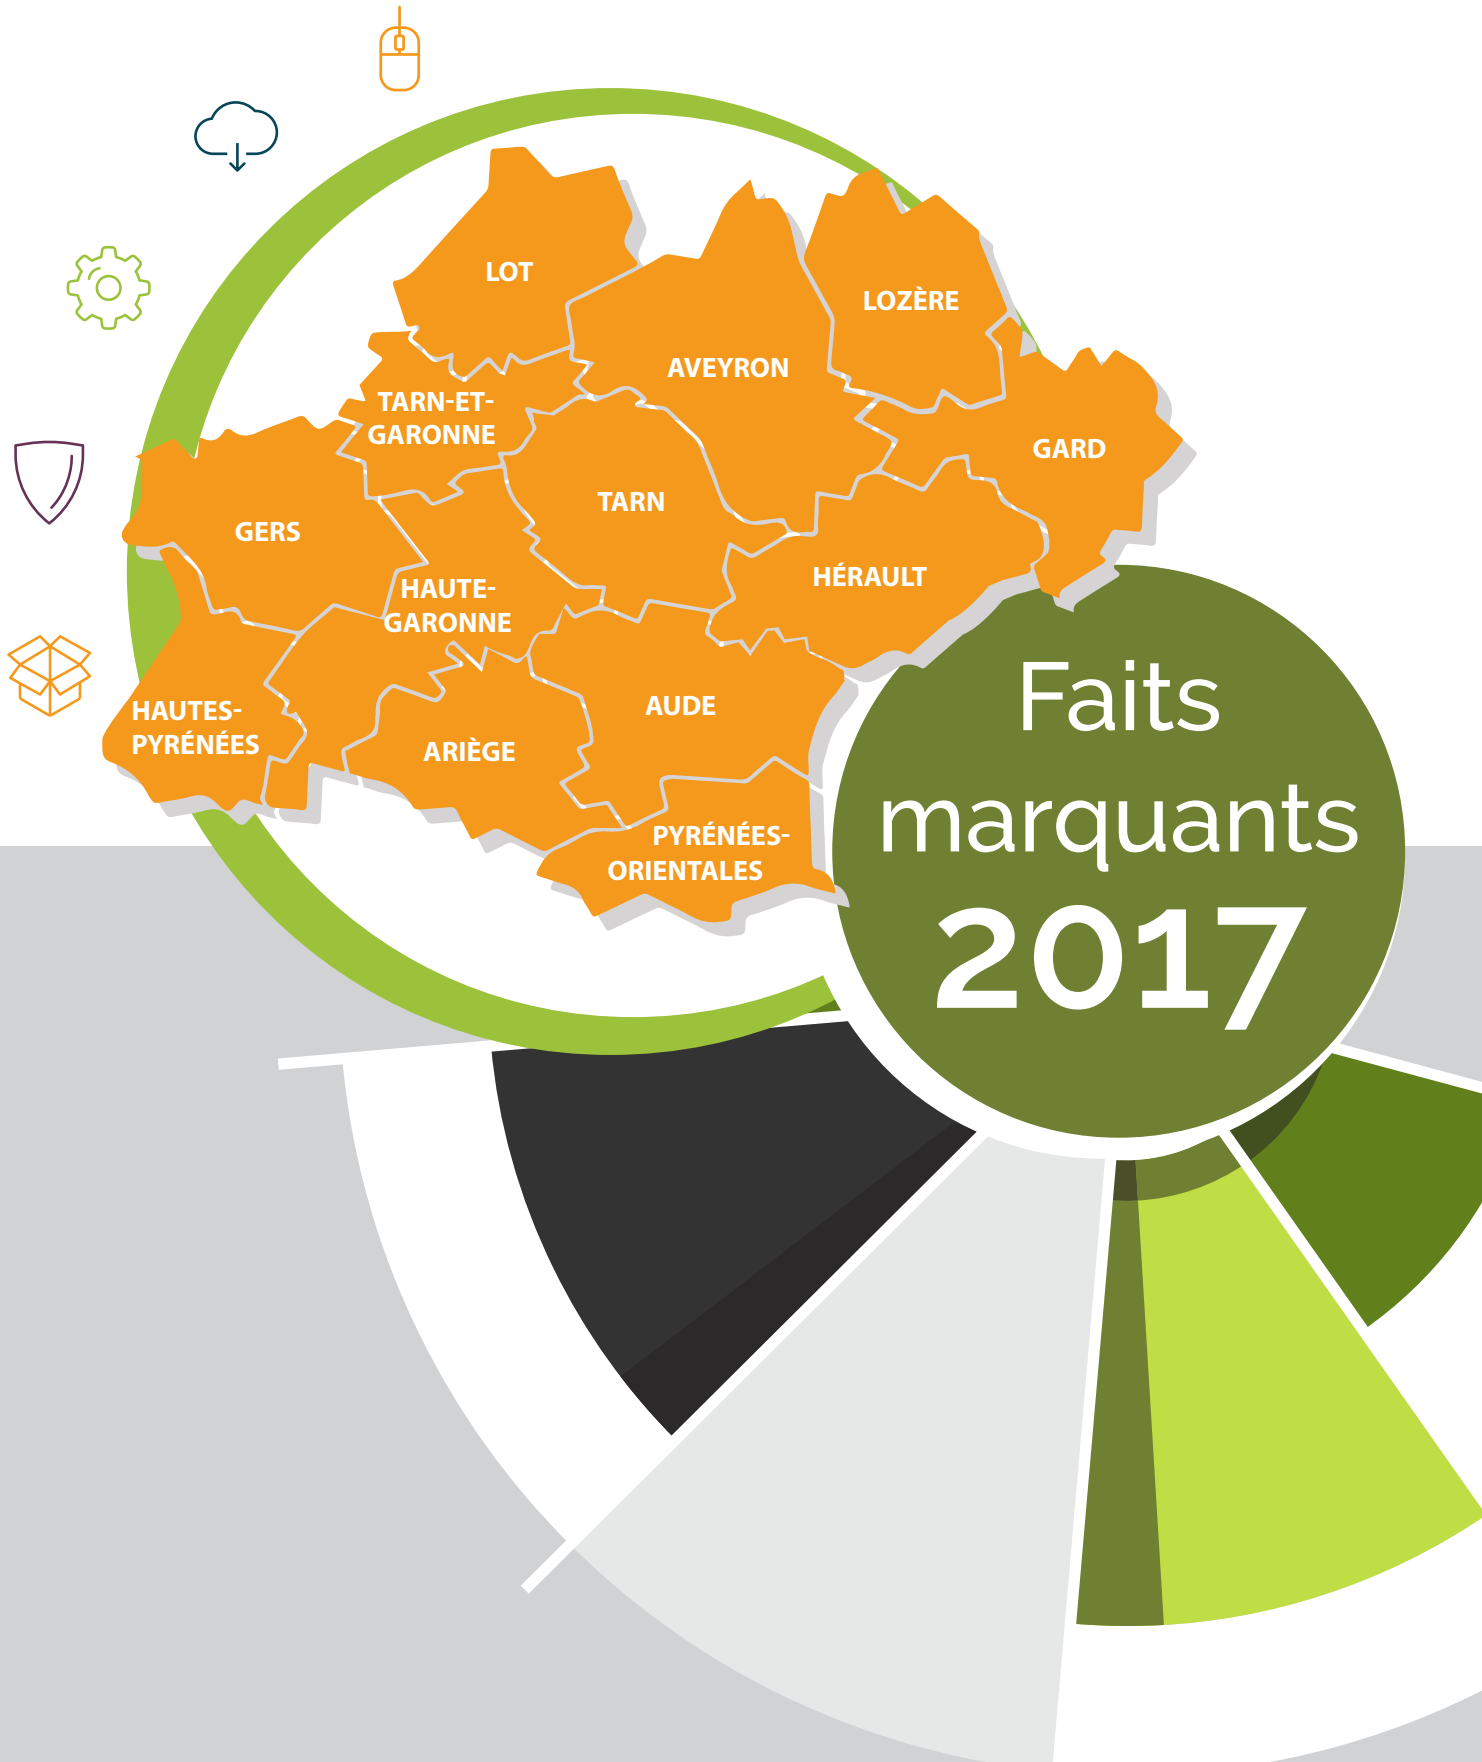 LOT
LOZÈRE
AVEYRON
TARN-ET-
GARONNE
GARD
TARN
GERS
HÉRAULT
HAUTE-
GARONNE
HAUTES-
PYRÉNÉES
AUDE
ARIÈGE
PYRÉNÉES-
ORIENTALES
Faits
marquants
2017